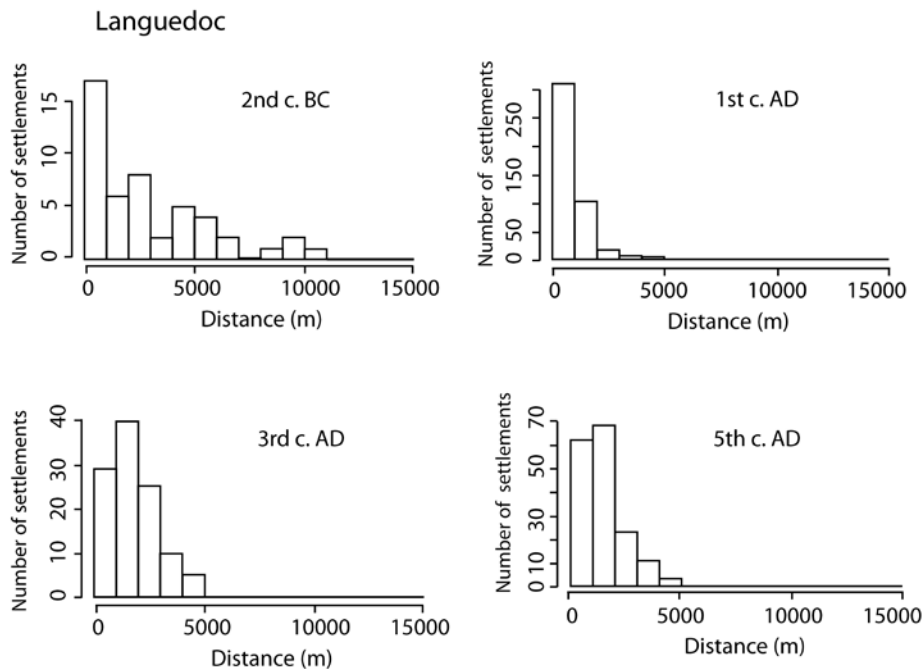 Languedoc
Number of settlements
15
10
5
0
2nd c. BC
0 5000 10000 15000
Distance (m)
Number of settlements
250
150
50
0
1st c. AD
0 5000 10000 15000
Distance (m)
Number of settlements
40
30
20
10
0
3rd c. AD
0 5000 10000 15000
Distance (m)
Number of settlements
70
50
30
10
0
5th c. AD
0 5000 10000 15000
Distance (m)